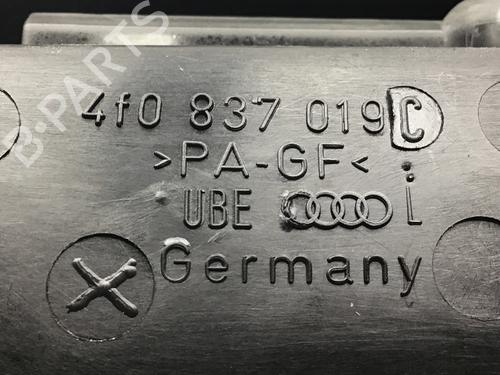 B-PARTS
4f0 837 019 C
>PA-GF<
UBE i
Germany